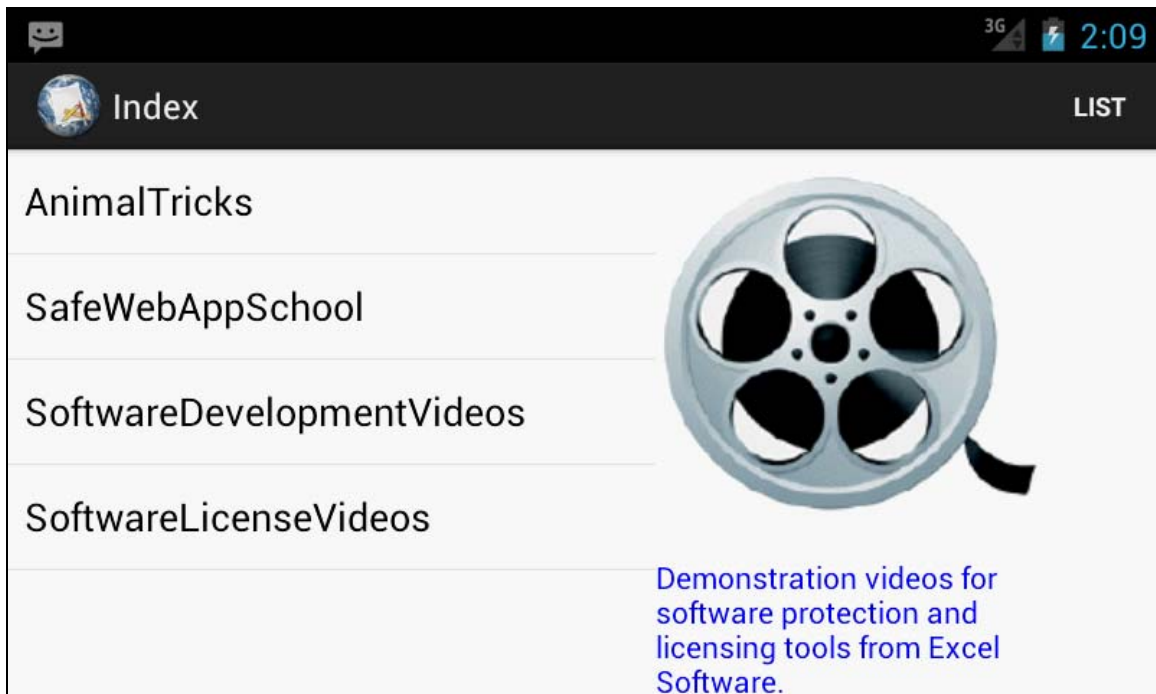 3G 2:09
Index LIST
AnimalTricks
SafeWebAppSchool
SoftwareDevelopmentVideos
SoftwareLicenseVideos
Demonstration videos for
software protection and
licensing tools from Excel
Software.